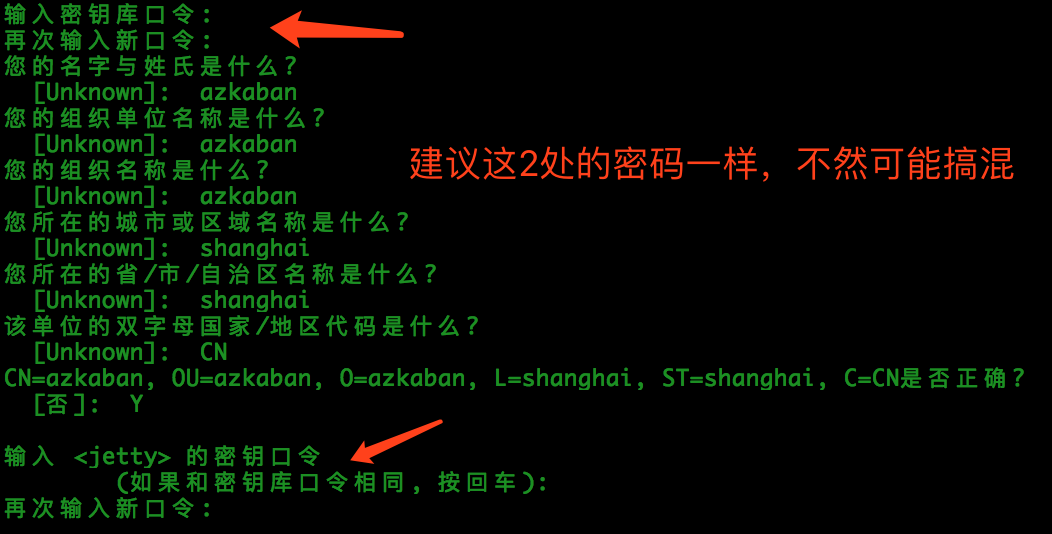 输入密钥库口令:
再次输入新口令:
您的名字与姓氏是什么?
[Unknown]: azkaban
您的组织单位名称是什么?
[Unknown]: azkaban
您的组织名称是什么?
[Unknown]: azkaban
建议这2处的密码一样，不然可能搞混
您所在的城市或区域名称是什么?
[Unknown]: shanghai
您所在的省/市/自治区名称是什么?
[Unknown]: shanghai
该单位的双字母国家/地区代码是什么?
[Unknown]: CN
CN=azkaban, OU=azkaban, O=azkaban, L=shanghai, ST=shanghai, C=CN是否正确?
[否]: Y
输入 <jetty> 的密钥口令
(如果和密钥库口令相同, 按回车):
再次输入新口令: